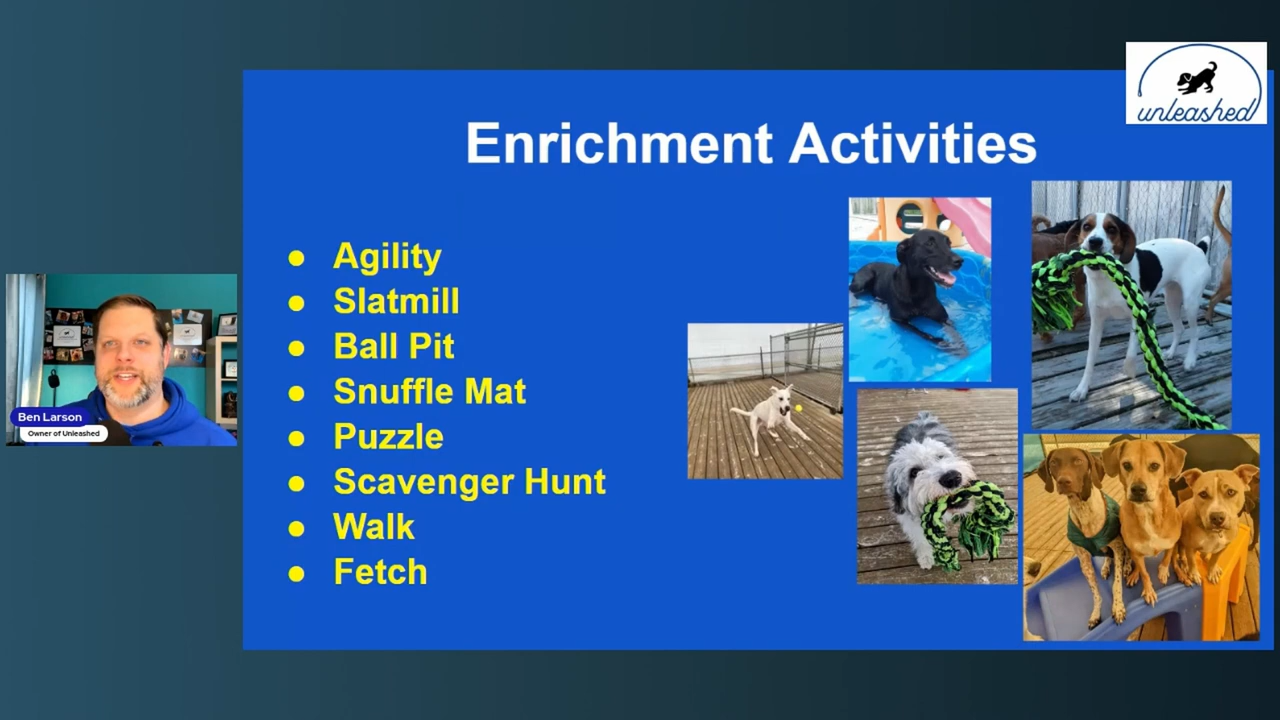 unleashed
Enrichment Activities
● Agility
● Slatmill
● Ball Pit
● Snuffle Mat
● Puzzle
● Scavenger Hunt
● Walk
● Fetch
Ben Larson
Owner of Unleashed